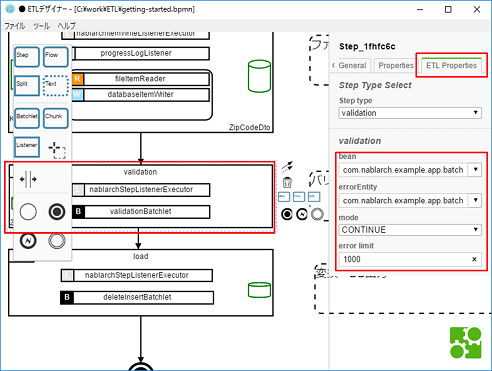 ETLデザイナー - [C:¥work¥ETL¥getting-started.bpmn]
ファイル ツール ヘルプ
Step
Flow
Split
Text
Batchlet
Chunk
Listener
progressLogListener
R
fileItemReader
W
databaseItemWriter
ZipCodeDto
validation
nablarchStepListenerExecutor
B
validationBatchlet
load
nablarchStepListenerExecutor
B
deleteInsertBatchlet
Step_1fhfc6c
General
Properties
ETL Properties
Step Type Select
Step type
validation
validation
bean
com.nablarch.example.app.batch
errorEntity
com.nablarch.example.app.batch
mode
CONTINUE
error limit
1000